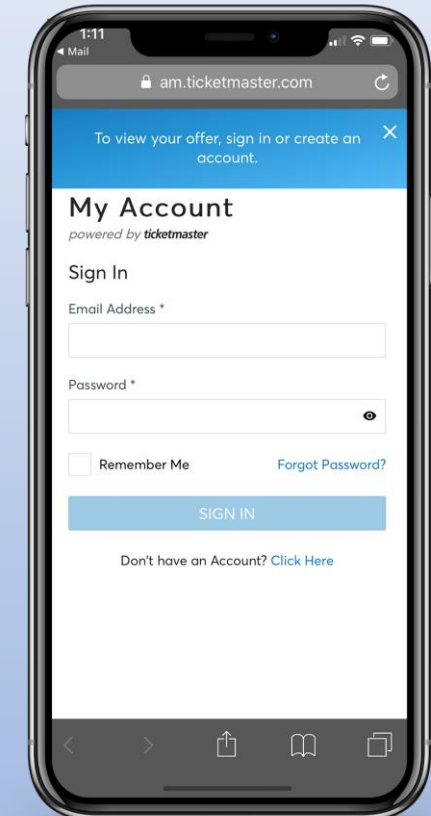 1:11
Mail
am.ticketmaster.com
To view your offer, sign in or create an
account.
My Account
powered by ticketmaster
Sign In
Email Address *
Password *
Remember Me
Forgot Password?
SIGN IN
Don't have an Account? Click Here